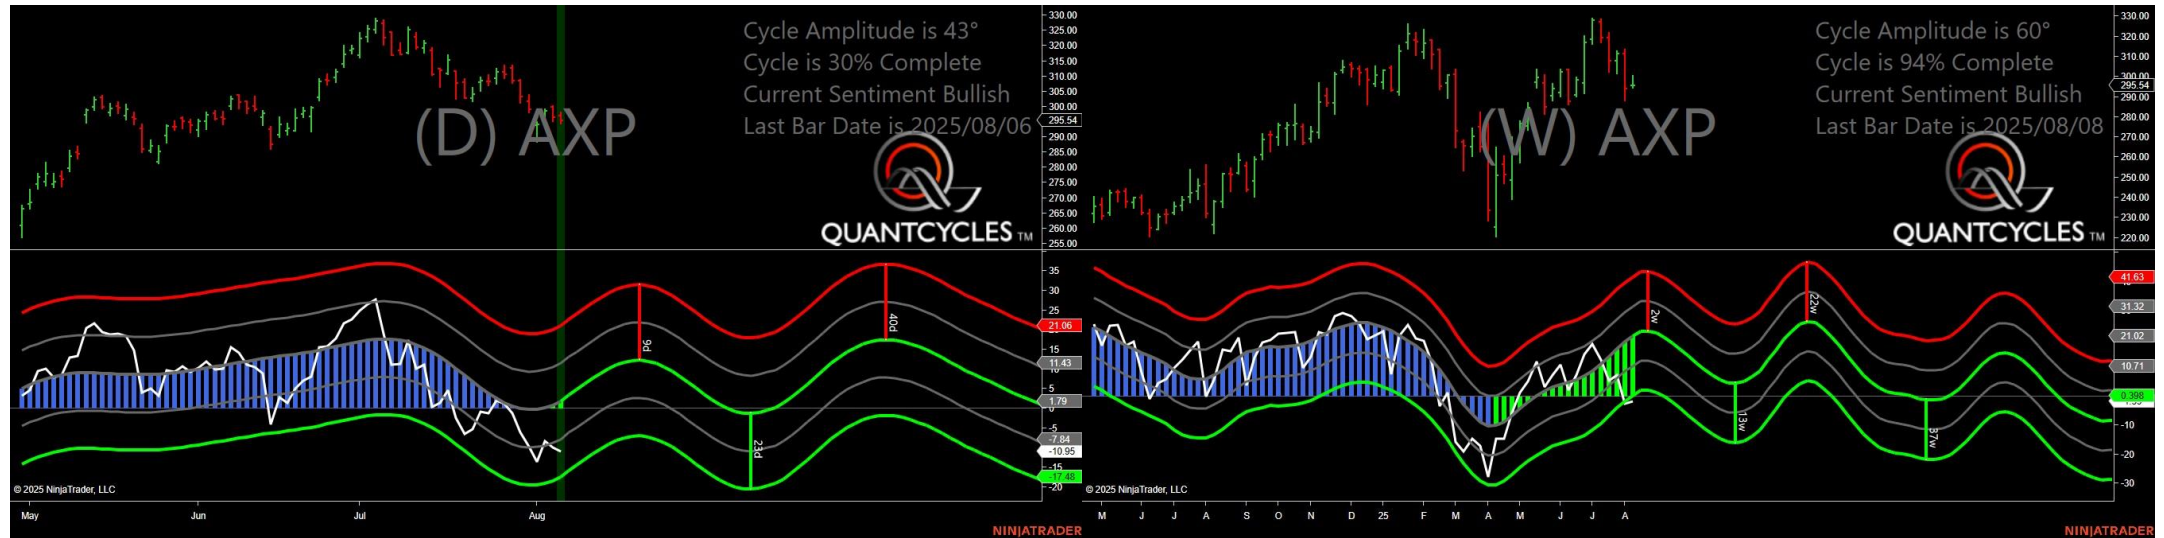 Cycle Amplitude is 43°
Cycle is 30% Complete
Current Sentiment Bullish
Last Bar Date is 2025/08/06
(D) AXP
QUANTCYCLES TM
330.00
325.00
320.00
315.00
310.00
305.00
300.00
295.54
290.00
285.00
280.00
275.00
270.00
265.00
260.00
255.00
35
30
25
21.06
15
11.43
10
5
1.79
0
-5
-7.84
-10.95
-15
-17.48
-20
9d
23d
40d
© 2025 NinjaTrader, LLC
May Jun Jul Aug
NINJATRADER
Cycle Amplitude is 60°
Cycle is 94% Complete
Current Sentiment Bullish
Last Bar Date is 2025/08/08
(W) AXP
QUANTCYCLES TM
330.00
320.00
310.00
300.00
295.54
290.00
280.00
270.00
260.00
250.00
240.00
230.00
220.00
41.63
31.32
21.02
10.71
0.398
-10
-20
-30
2w
13w
22w
37w
© 2025 NinjaTrader, LLC
M J J A S O N D 25 F M A M J J A
NINJATRADER